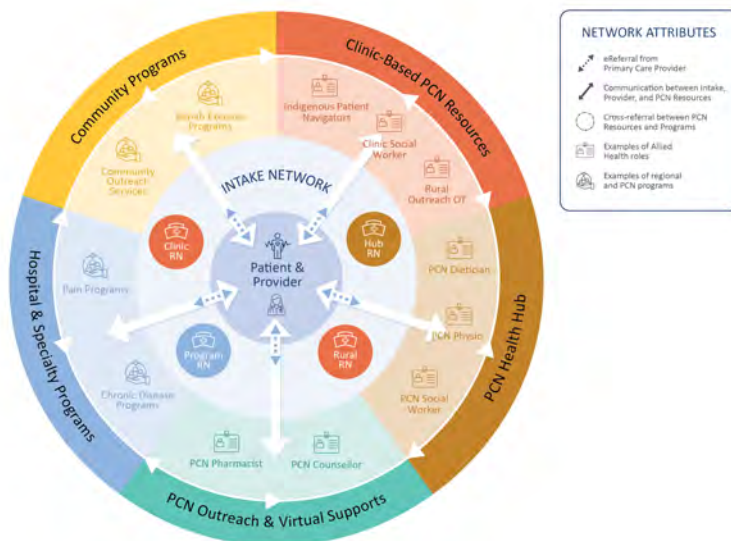 Community Programs
Clinic-Based PCN Resources
PCN Health Hub
PCN Outreach & Virtual Supports
Hospital & Specialty Programs
INTAKE NETWORK
Patient &
Provider
Clinic
RN
Hub
RN
Program
RN
Rural
RN
Programs
Community
Outreach
Services
Indigenous Patient
Navigators
Clinic Social
Worker
Rural
Outreach OT
PCN Dietician
PCN Physio
PCN Social
Worker
PCN Counsellor
PCN Pharmacist
Chronic Disease
Programs
Pain Programs
NETWORK ATTRIBUTES
eReferral from
Primary Care Provider
Communication between Intake,
Provider, and PCN Resources
Cross-referral between PCN
Resources and Programs
Examples of Allied
Health roles
Examples of regional
and PCN programs